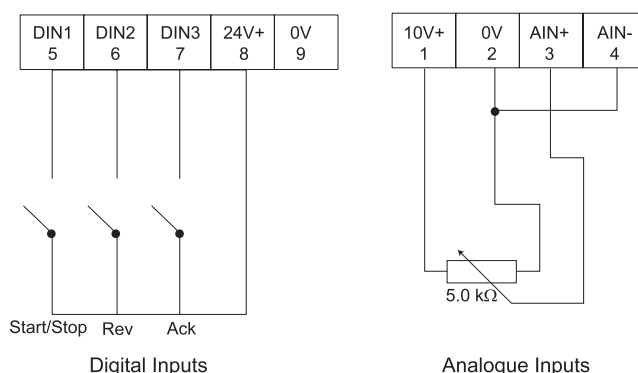 DIN1 DIN2 DIN3 24V+ 0V
5 6 7 8 9
10V+ 0V AIN+ AIN-
1 2 3 4
5.0 kΩ
Start/Stop Rev Ack
Digital Inputs
Analogue Inputs